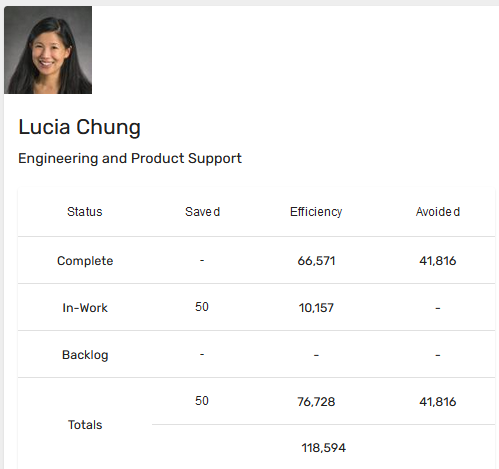 Lucia Chung
Engineering and Product Support
Status Saved Efficiency Avoided
Complete - 66,571 41,816
In-Work 50 10,157 -
Backlog - - -
Totals 50 76,728 41,816
118,594